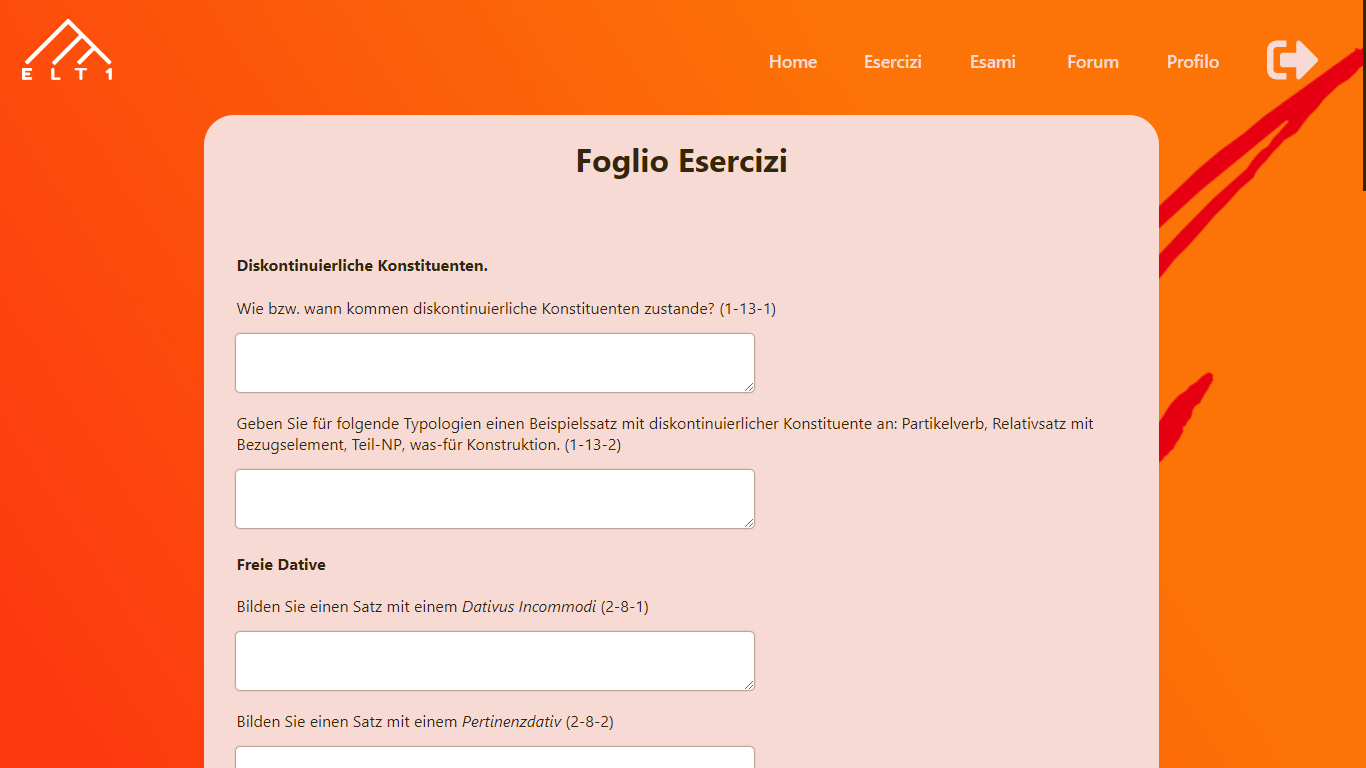 ELT1
Home Esercizi Esami Forum Profilo
Foglio Esercizi
Diskontinuierliche Konstituenten.
Wie bzw. wann kommen diskontinuierliche Konstituenten zustande? (1-13-1)
Geben Sie für folgende Typologien einen Beispielssatz mit diskontinuierlicher Konstituente an: Partikelverb, Relativsatz mit
Bezugselement, Teil-NP, was-für Konstruktion. (1-13-2)
Freie Dative
Bilden Sie einen Satz mit einem Dativus Incommodi (2-8-1)
Bilden Sie einen Satz mit einem Pertinenzdativ (2-8-2)